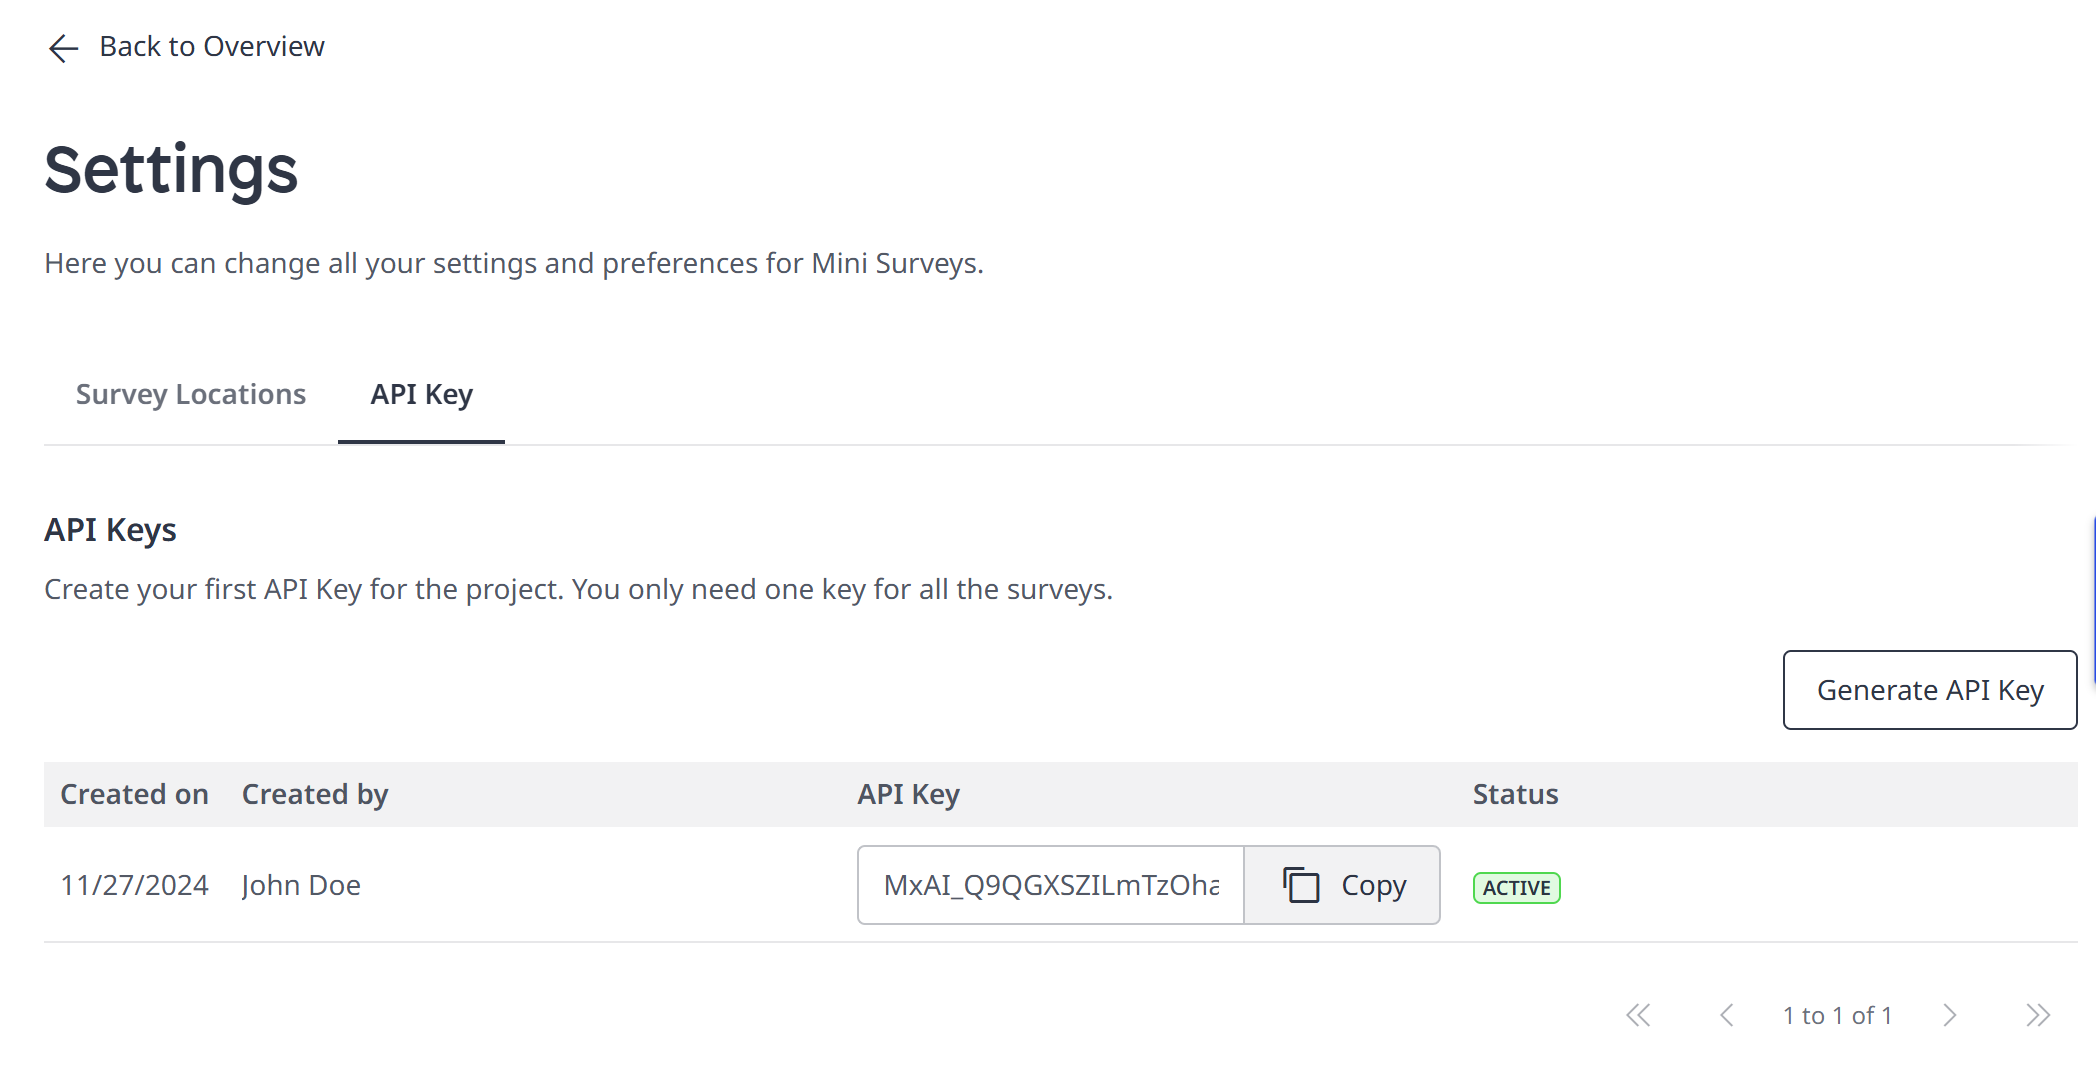 Back to Overview
Settings
Here you can change all your settings and preferences for Mini Surveys.
Survey Locations API Key
API Keys
Create your first API Key for the project. You only need one key for all the surveys.
Generate API Key
Created on Created by API Key Status
11/27/2024 John Doe MxAI_Q9QGXSZILmTzOha Copy ACTIVE
1 to 1 of 1